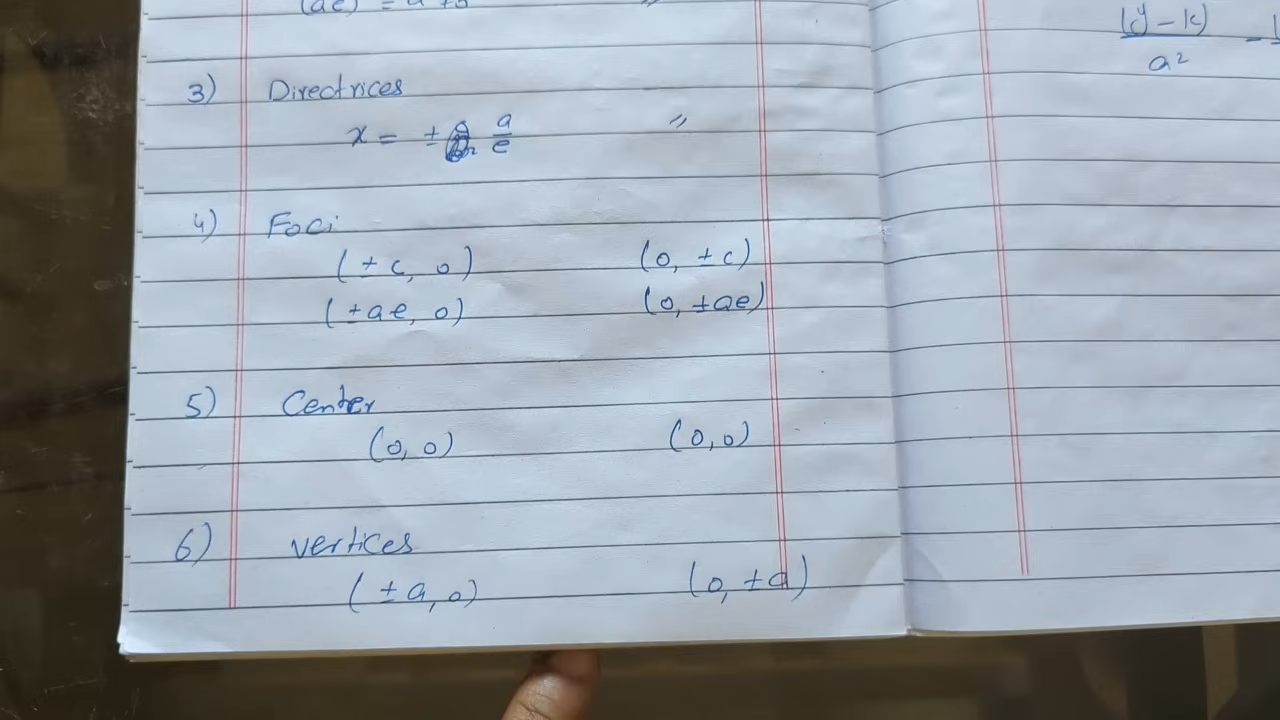 3) Directrices
x = ± a/e 〃
4) Foci
(±c, 0) (0, ±c)
(±ae, 0) (0, ±ae)
5) Center
(0, 0) (0, 0)
6) vertices
(±a, 0) (0, ±a)
(y - k)
a²